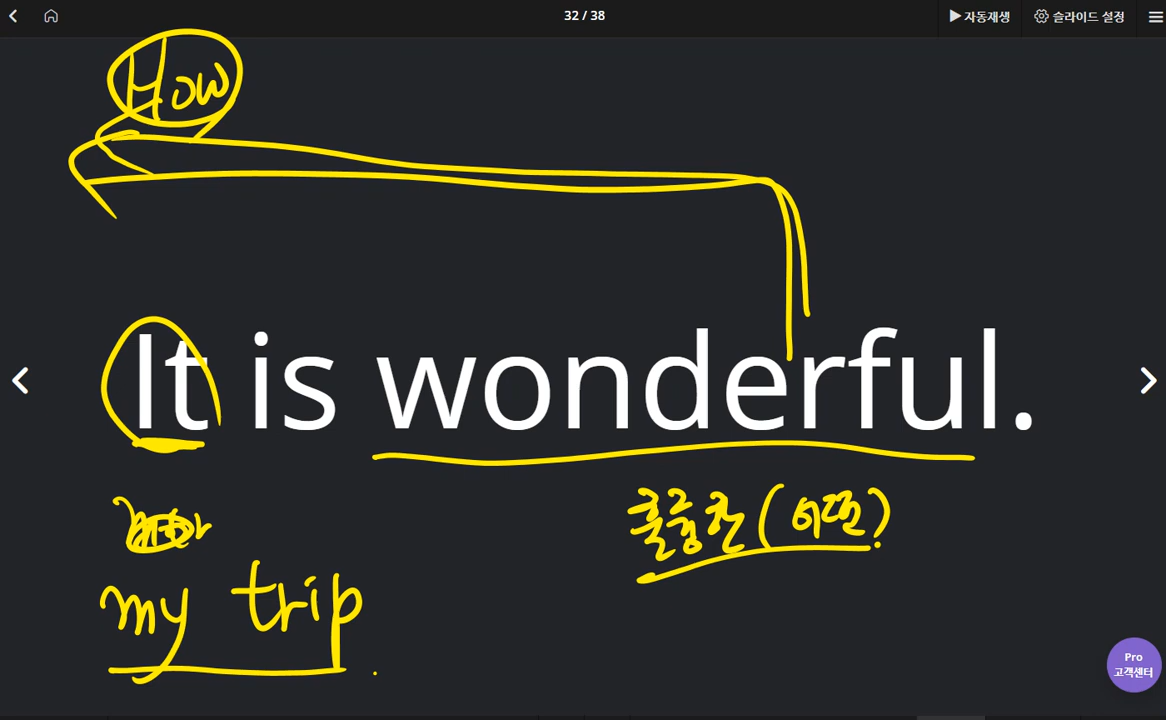 32 / 38
자동재생
슬라이드 설정
How
It is wonderful.
훌륭한 (어떤?)
my trip
Pro
고객센터